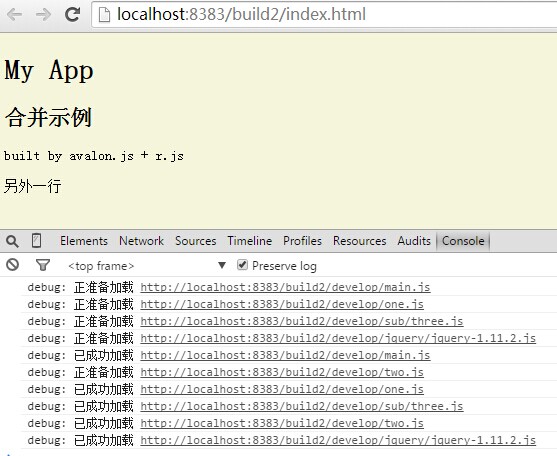 localhost:8383/build2/index.html
My App
合并示例
built by avalon.js + r.js
另外一行
Elements Network Sources Timeline Profiles Resources Audits Console
<top frame> Preserve log
debug: 正准备加载 http://localhost:8383/build2/develop/main.js
debug: 正准备加载 http://localhost:8383/build2/develop/one.js
debug: 正准备加载 http://localhost:8383/build2/develop/sub/three.js
debug: 正准备加载 http://localhost:8383/build2/develop/jquery/jquery-1.11.2.js
debug: 已成功加载 http://localhost:8383/build2/develop/main.js
debug: 正准备加载 http://localhost:8383/build2/develop/two.js
debug: 已成功加载 http://localhost:8383/build2/develop/one.js
debug: 已成功加载 http://localhost:8383/build2/develop/sub/three.js
debug: 已成功加载 http://localhost:8383/build2/develop/two.js
debug: 已成功加载 http://localhost:8383/build2/develop/jquery/jquery-1.11.2.js